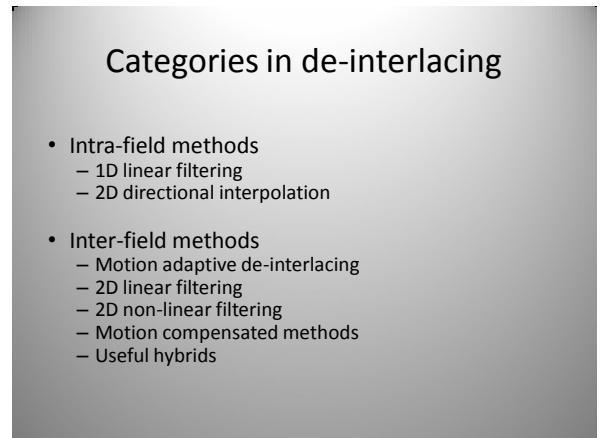 Categories in de-interlacing
• Intra-field methods
– 1D linear filtering
– 2D directional interpolation
• Inter-field methods
– Motion adaptive de-interlacing
– 2D linear filtering
– 2D non-linear filtering
– Motion compensated methods
– Useful hybrids